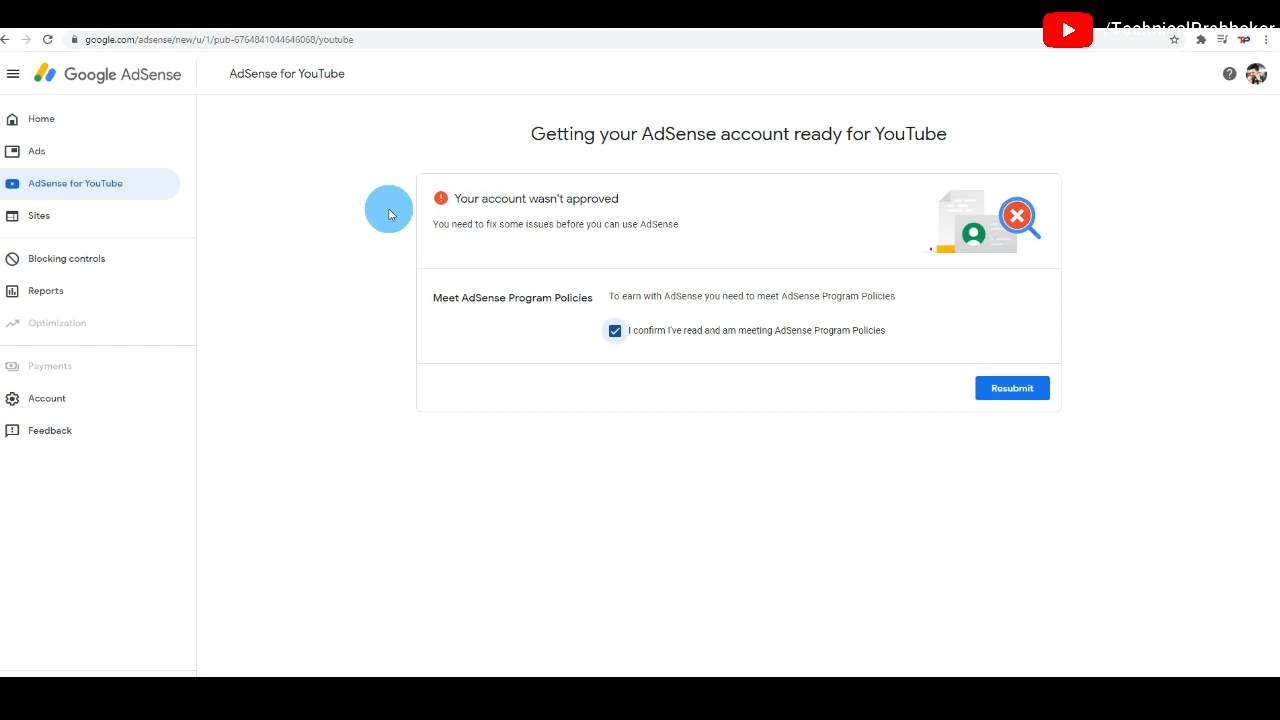 /TechnicalPrabhaker
google.com/adsense/new/u/1/pub-6764841044646068/youtube
Google AdSense
AdSense for YouTube
Home
Ads
AdSense for YouTube
Sites
Blocking controls
Reports
Optimization
Payments
Account
Feedback
Getting your AdSense account ready for YouTube
Your account wasn't approved
You need to fix some issues before you can use AdSense
Meet AdSense Program Policies
To earn with AdSense you need to meet AdSense Program Policies
I confirm I've read and am meeting AdSense Program Policies
Resubmit